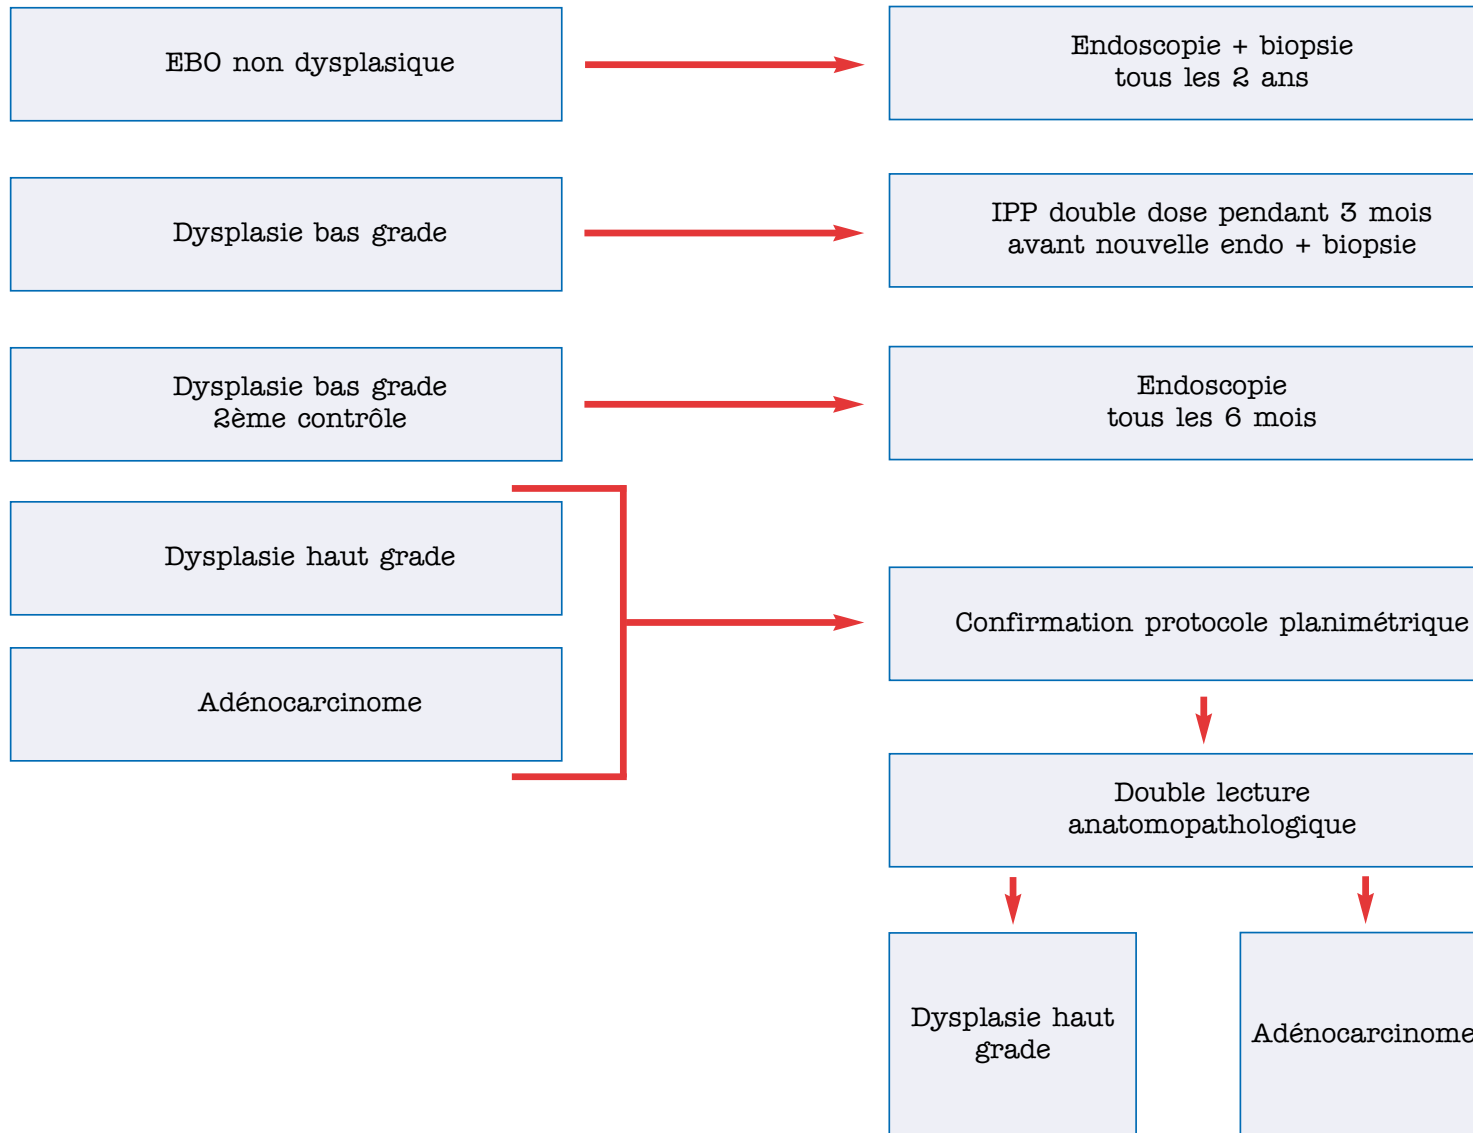 EBO non dysplasique
Endoscopie + biopsie
tous les 2 ans
Dysplasie bas grade
IPP double dose pendant 3 mois
avant nouvelle endo + biopsie
Dysplasie bas grade
2ème contrôle
Endoscopie
tous les 6 mois
Dysplasie haut grade
Adénocarcinome
Confirmation protocole planimétrique
Double lecture
anatomopathologique
Dysplasie haut
grade
Adénocarcinome